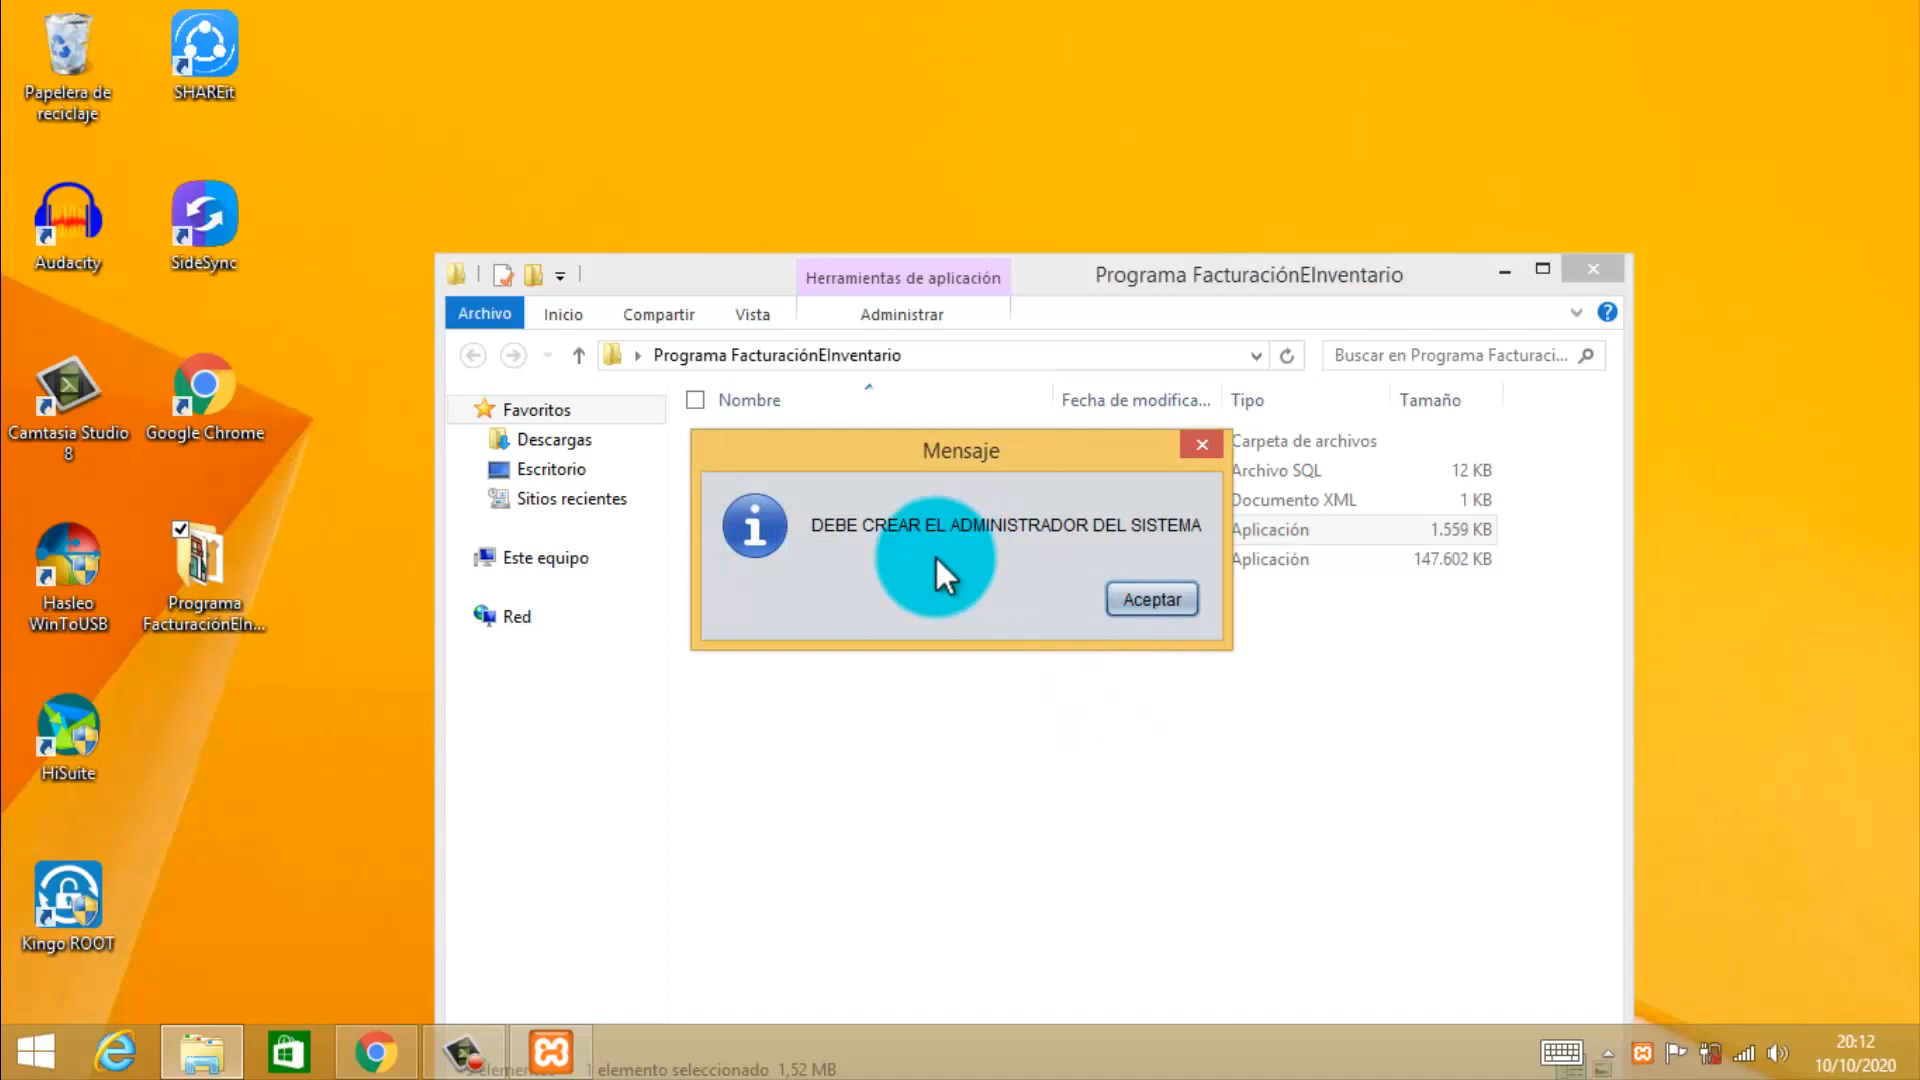 Papelera de
reciclaje
SHAREit
Audacity
SideSync
Camtasia Studio
8
Google Chrome
Hasleo
WinToUSB
Programa
FacturaciónEIn...
HiSuite
Kingo ROOT
Herramientas de aplicación
Programa FacturaciónEInventario
Archivo
Inicio
Compartir
Vista
Administrar
Programa FacturaciónEInventario
Buscar en Programa Facturaci...
Nombre
Fecha de modifica...
Tipo
Tamaño
Favoritos
Descargas
Escritorio
Sitios recientes
Este equipo
Red
Carpeta de archivos
Archivo SQL
12 KB
Documento XML
1 KB
Aplicación
1.559 KB
Aplicación
147.602 KB
Mensaje
DEBE CREAR EL ADMINISTRADOR DEL SISTEMA
Aceptar
elemento seleccionado 1,52 MB
20:12
10/10/2020